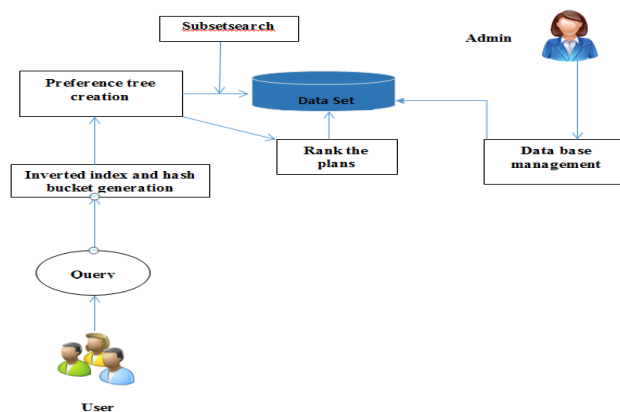 Subsetsearch
Admin
Preference tree
creation
Data Set
Rank the
plans
Data base
management
Inverted index and hash
bucket generation
Query
User